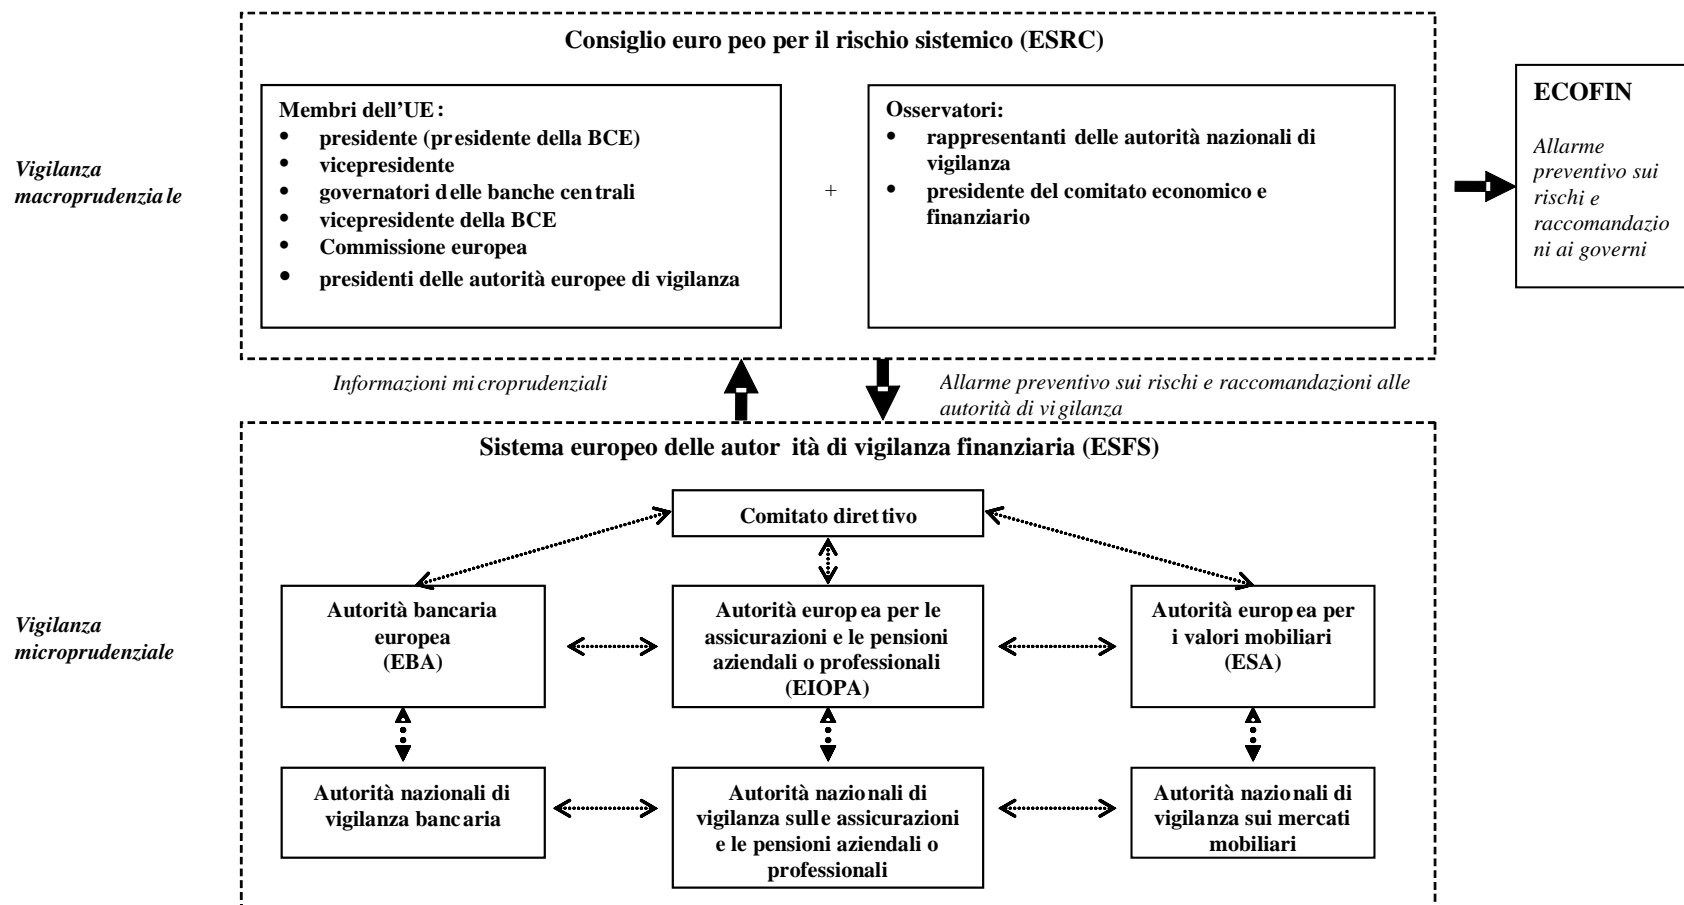 Consiglio euro peo per il rischio sistemico (ESRC)
Vigilanza
macroprudenzia le
Membri dell’UE:
• presidente (presidente della BCE)
• vicepresidente
• governatori delle banche centrali
• vicepresidente della BCE
• Commissione europea
• presidenti delle autorità europee di vigilanza
+
Osservatori:
• rappresentanti delle autorità nazionali di
vigilanza
• presidente del comitato economico e
finanziario
ECOFIN
Allarme
preventivo sui
rischi e
raccomandazio
ni ai governi
Informazioni mi croprudenziali
Allarme preventivo sui rischi e raccomandazioni alle
autorità di vi gilanza
Sistema europeo delle autor ità di vigilanza finanziaria (ESFS)
Comitato direttivo
Vigilanza
microprudenziale
Autorità bancaria
europea
(EBA)
Autorità europea per le
assicurazioni e le pensioni
aziendali o professionali
(EIOPA)
Autorità europea per
i valori mobiliari
(ESA)
Autorità nazionali di
vigilanza bancaria
Autorità nazionali di
vigilanza sulle assicurazioni
e le pensioni aziendali o
professionali
Autorità nazionali di
vigilanza sui mercati
mobiliari